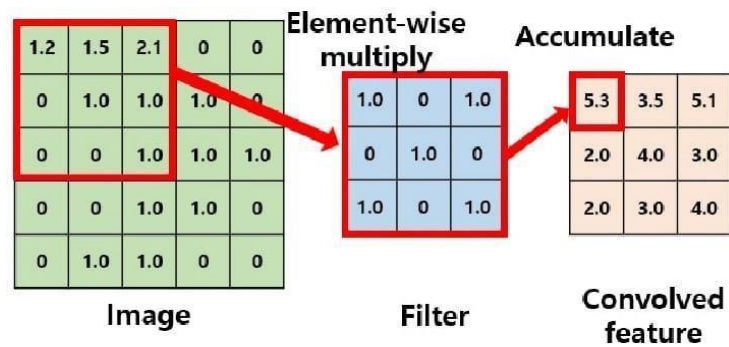 Element-wise
multiply
Accumulate
1.2 1.5 2.1 0 0
0 1.0 1.0 1.0 0
0 0 1.0 1.0 1.0
0 0 1.0 1.0 0
0 1.0 1.0 0 0
Image
1.0 0 1.0
0 1.0 0
1.0 0 1.0
Filter
5.3 3.5 5.1
2.0 4.0 3.0
2.0 3.0 4.0
Convolved
feature